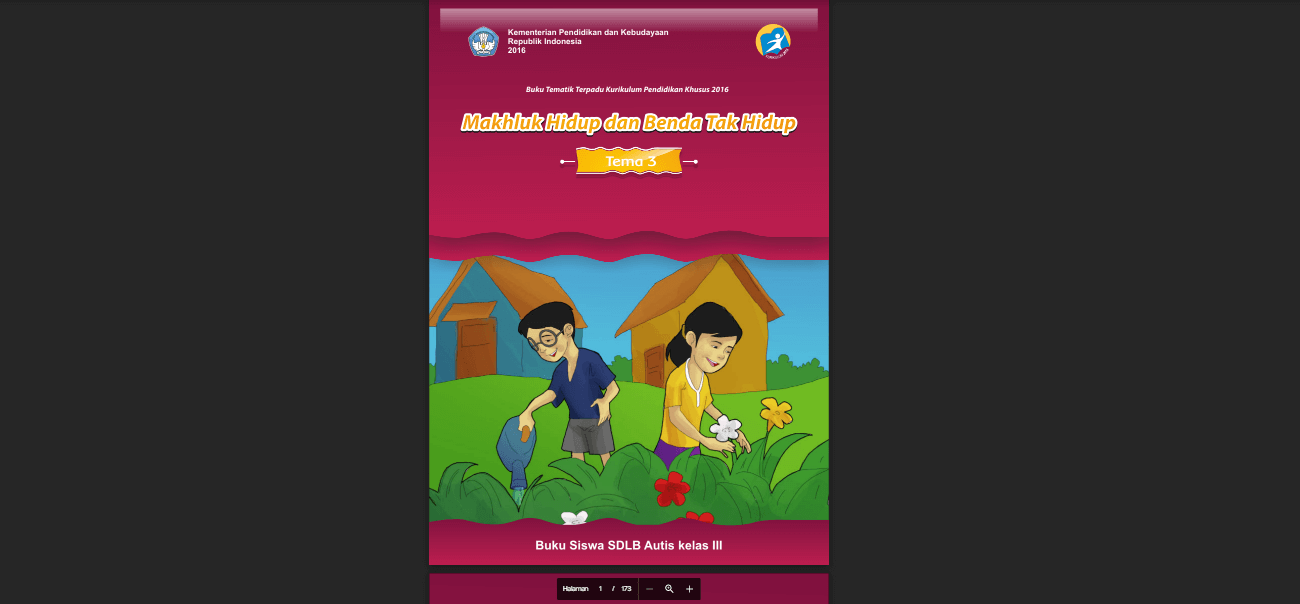 Kementerian Pendidikan dan Kebudayaan
Republik Indonesia
2016
Buku Tematik Terpadu Kurikulum Pendidikan Khusus 2016
Makhluk Hidup dan Benda Tak Hidup
Tema 3
Buku Siswa SDLB Autis kelas III
Halaman 1 / 173